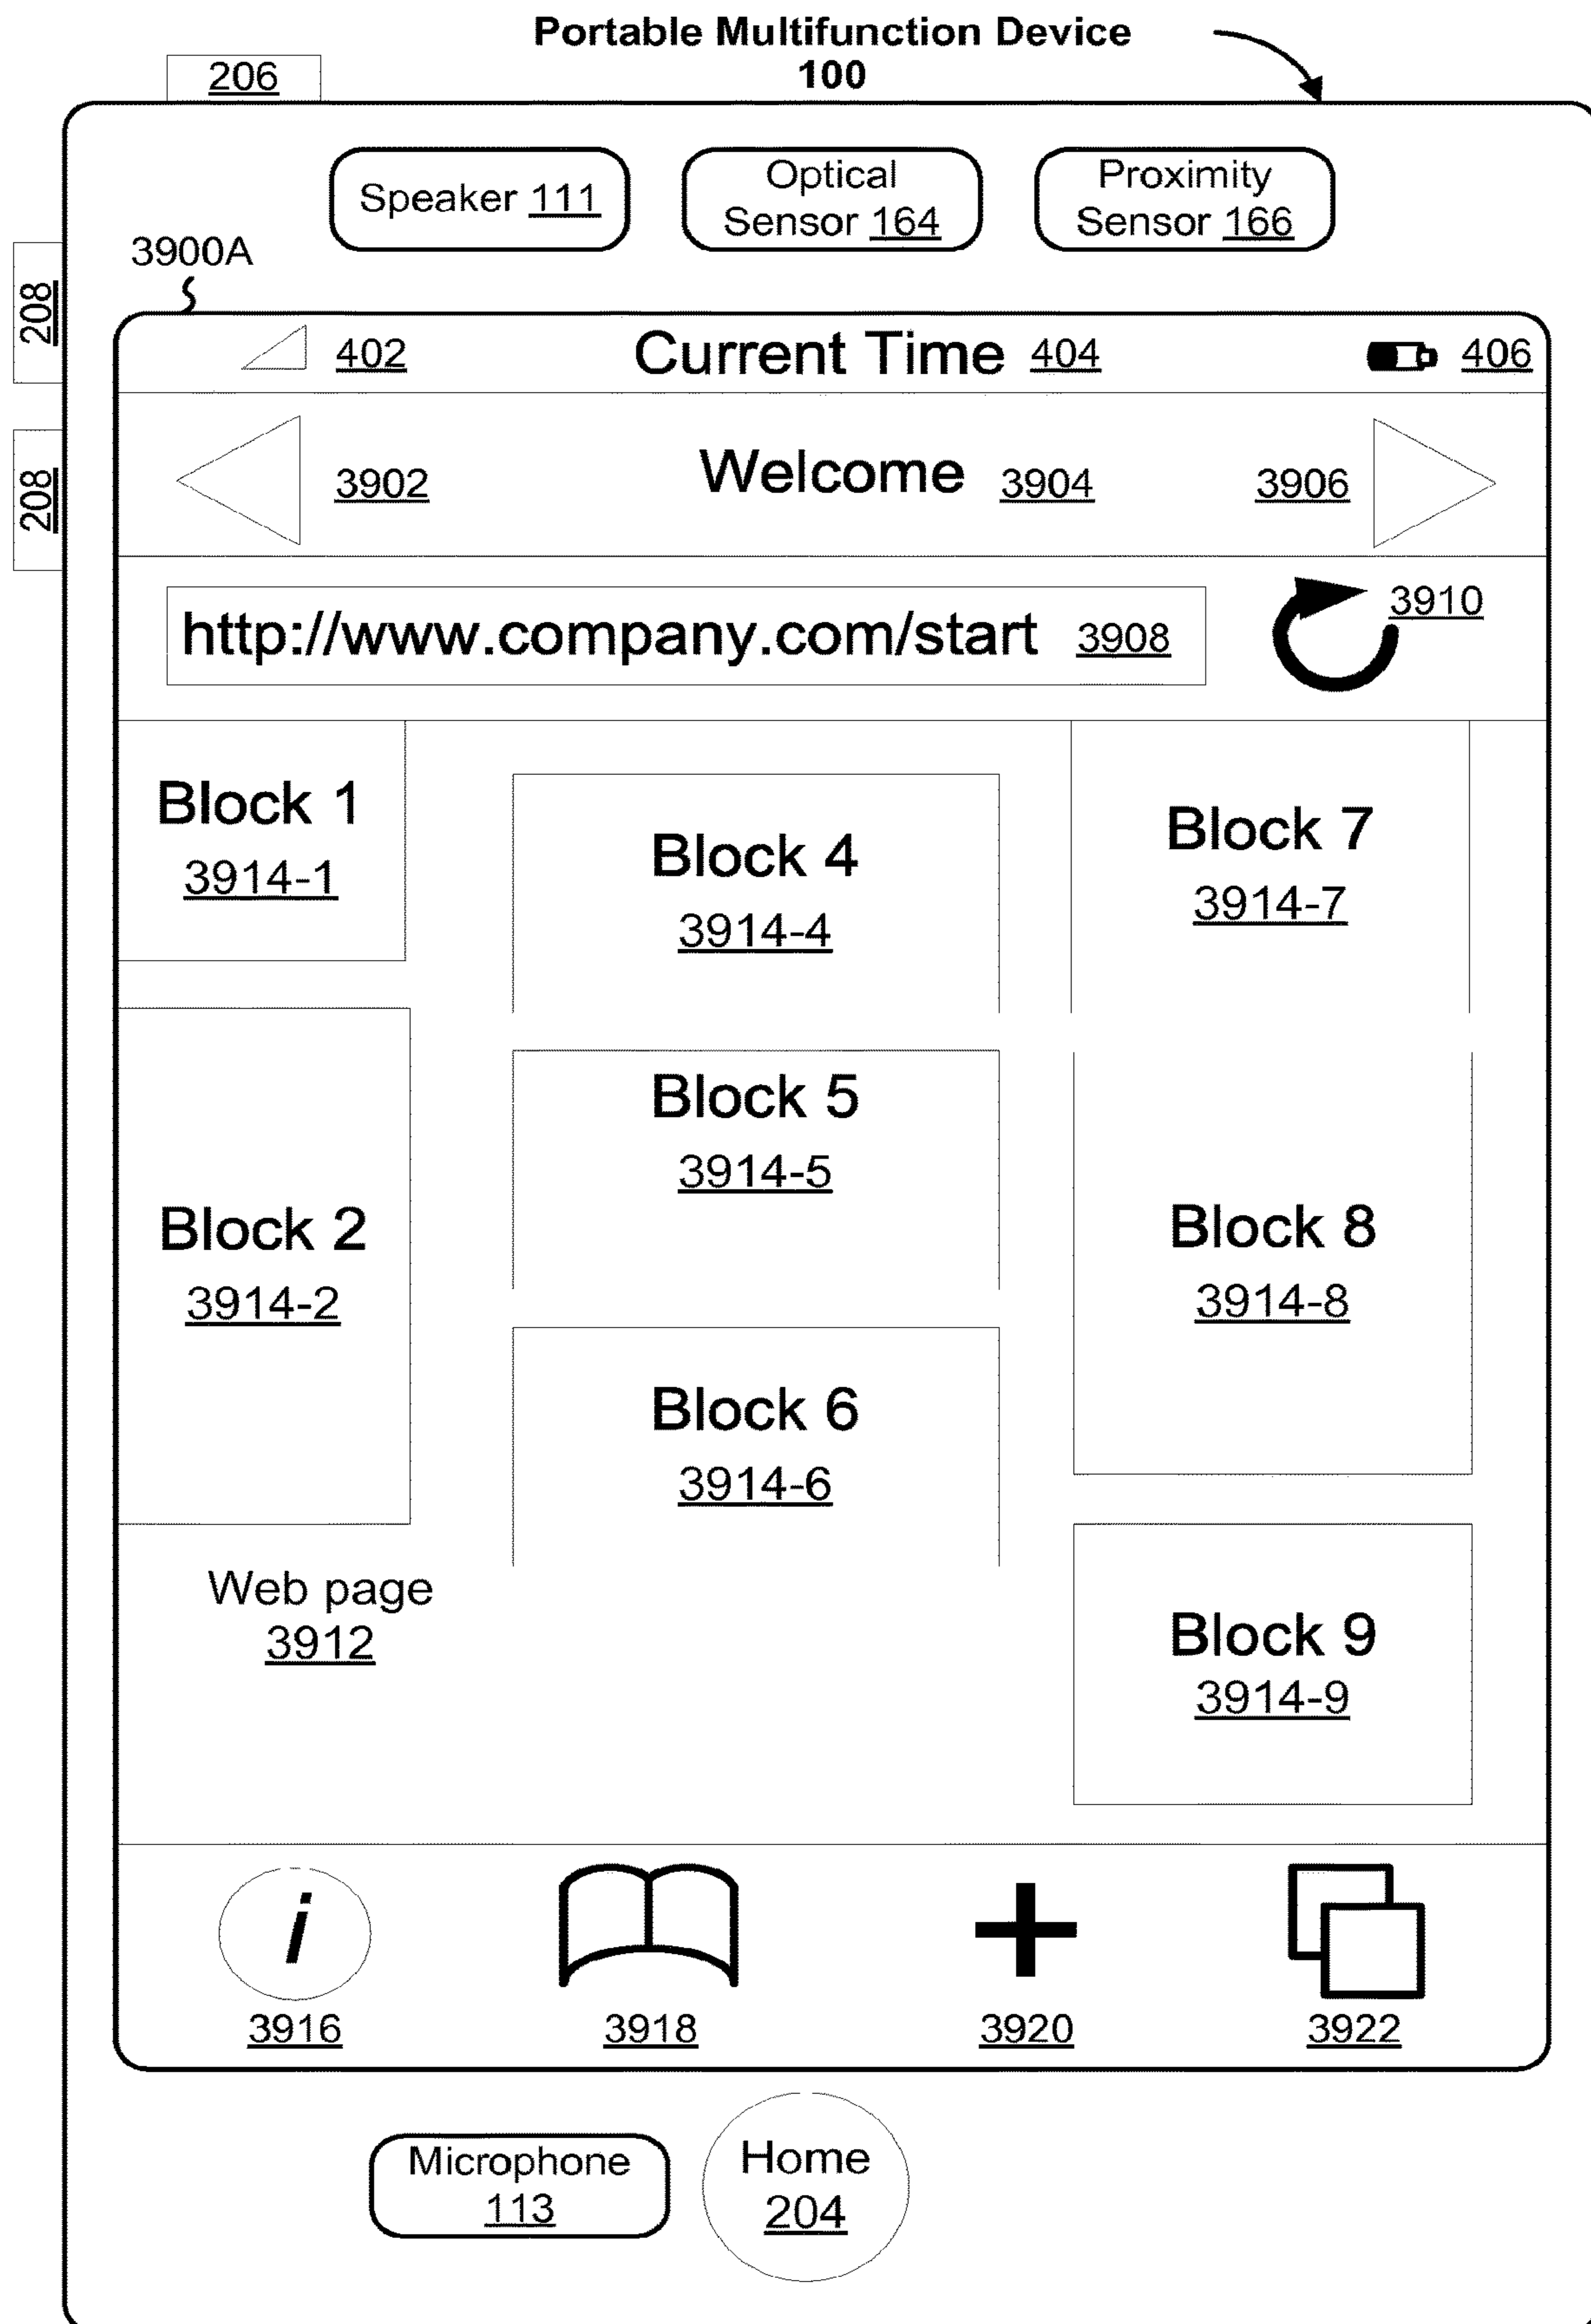 Portable Multifunction Device
100
206
Speaker 111
Optical
Sensor 164
Proximity
Sensor 166
3900A
208
208
402 Current Time 404 406
3902 Welcome 3904 3906
http://www.company.com/start 3908 3910
Block 1
3914-1
Block 2
3914-2
Web page
3912
Block 4
3914-4
Block 5
3914-5
Block 6
3914-6
Block 7
3914-7
Block 8
3914-8
Block 9
3914-9
i
3916 3918 3920 3922
Microphone
113
Home
204